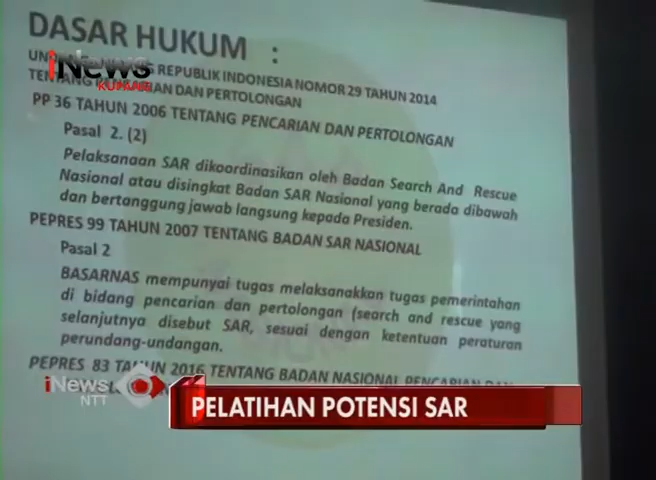 DASAR HUKUM :
iNews
KUPANG
REPUBLIK INDONESIA NOMOR 29 TAHUN 2014
TENTANG PENCARIAN DAN PERTOLONGAN
PP 36 TAHUN 2006 TENTANG PENCARIAN DAN PERTOLONGAN
Pasal 2. (2)
Pelaksanaan SAR dikoordinasikan oleh Badan Search And Rescue
Nasional atau disingkat Badan SAR Nasional yang berada dibawah
dan bertanggung jawab langsung kepada Presiden.
PEPRES 99 TAHUN 2007 TENTANG BADAN SAR NASIONAL
Pasal 2
BASARNAS mempunyai tugas melaksanakkan tugas pemerintahan
di bidang pencarian dan pertolongan (search and rescue yang
selanjutnya disebut SAR, sesuai dengan ketentuan peraturan
perundang-undangan.
PEPRES 83 TAHUN 2016 TENTANG BADAN NASIONAL PENCARIAN DAN
iNews
NTT
PELATIHAN POTENSI SAR